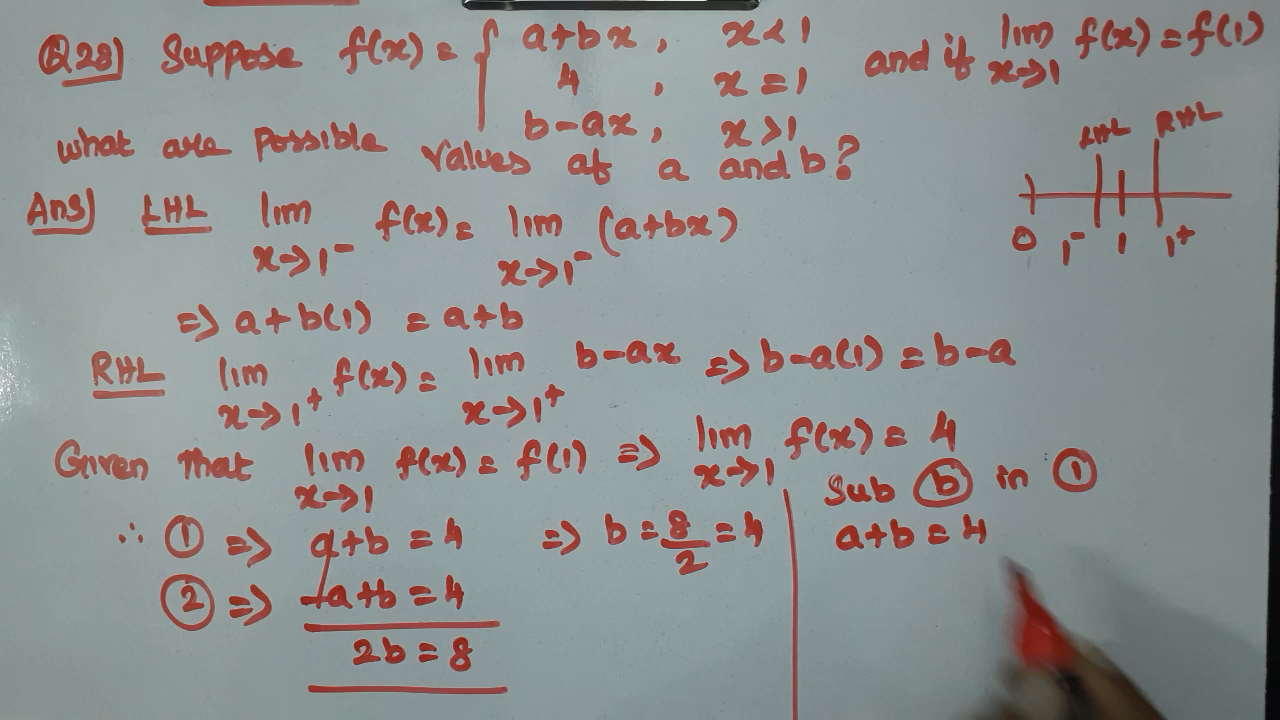 Q28) Suppose f(x) = { a+bx , x<1 and if lim x→1 f(x) = f(1)
4 , x = 1
b-ax , x>1
what are possible values of a and b?
LHL RHL
0 1⁻ 1 1⁺
Ans) LHL lim x→1⁻ f(x) = lim x→1⁻ (a+bx)
=> a+b(1) = a+b
RHL lim x→1⁺ f(x) = lim x→1⁺ b-ax => b-a(1) = b-a
Given that lim x→1 f(x) = f(1) => lim x→1 f(x) = 4
∴ ① => a+b = 4 => b = 8/2 = 4
② => -a+b = 4
2b = 8
Sub ⓑ in ①
a+b = 4